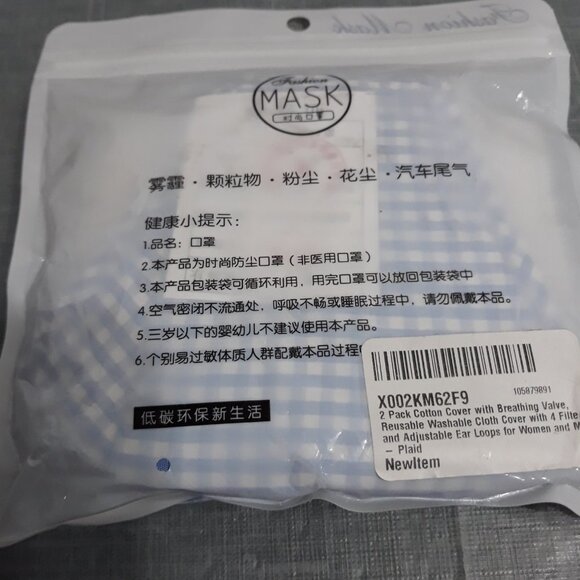 Fashion Mask
Fashion
MASK
时尚口罩
雾霾·颗粒物·粉尘·花尘·汽车尾气
健康小提示：
1.品名：口罩
2.本产品为时尚防尘口罩（非医用口罩）
3.本产品包装袋可循环利用，用完口罩可以放回包装袋中
4.空气密闭不流通处，呼吸不畅或睡眠过程中，请勿佩戴本品。
5.三岁以下的婴幼儿不建议使用本产品。
6.个别易过敏体质人群配戴本品过程
低碳环保新生活
X002KM62F9
105079091
2 Pack Cotton Cover with Breathing Valve,
Reusable Washable Cloth Cover with 4 Filte
and Adjustable Ear Loops for Women and M
– Plaid
NewItem